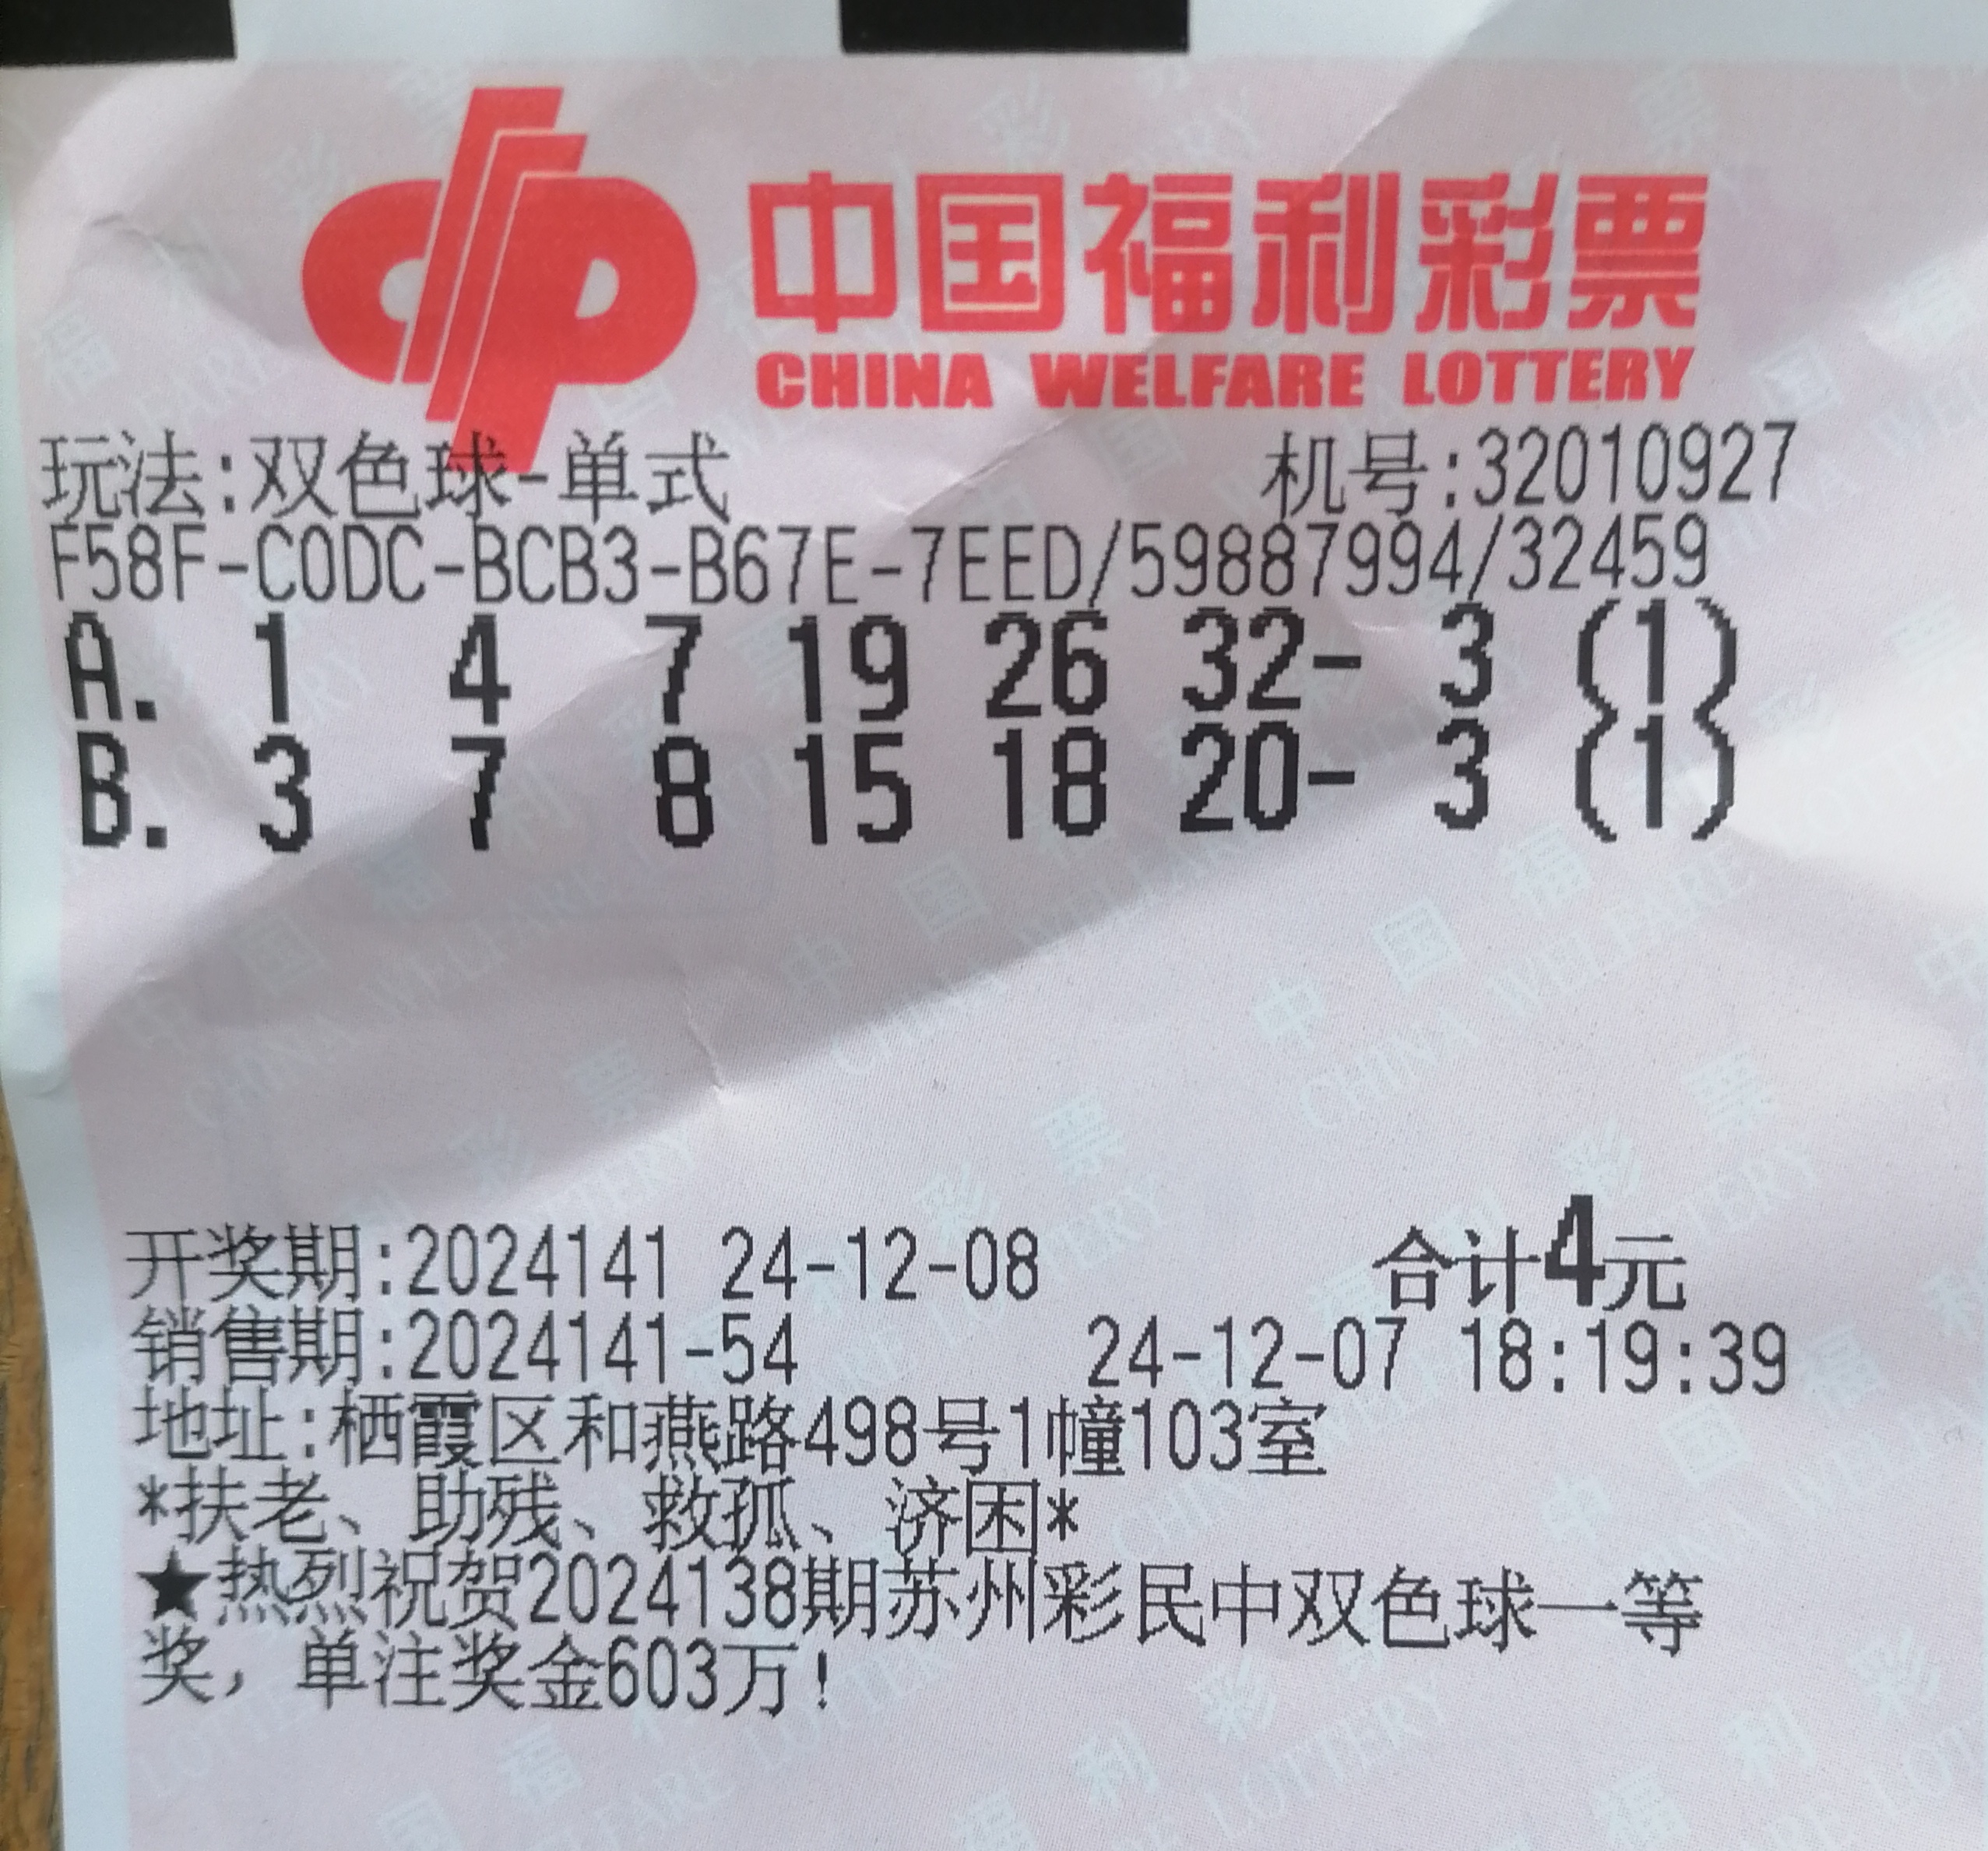 中国福利彩票
CHINA WELFARE LOTTERY
玩法:双色球-单式 机号:32010927
F58F-C0DC-BCB3-B67E-7EED/59887994/32459
A. 1 4 7 19 26 32- 3 (1)
B. 3 7 8 15 18 20- 3 (1)
开奖期:2024141 24-12-08 合计4元
销售期:2024141-54 24-12-07 18:19:39
地址:栖霞区和燕路498号1幢103室
*扶老、助残、救孤、济困*
★热烈祝贺2024138期苏州彩民中双色球一等
奖，单注奖金603万！